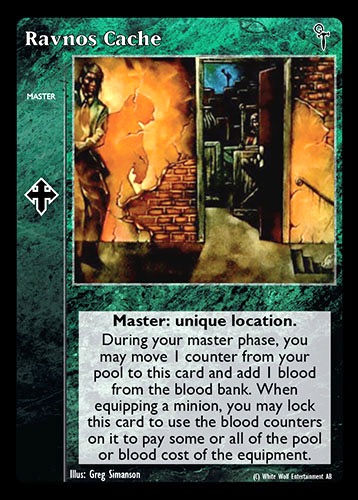 Ravnos Cache
MASTER
Master: unique location.
During your master phase, you
may move 1 counter from your
pool to this card and add 1 blood
from the blood bank. When
equipping a minion, you may lock
this card to use the blood counters
on it to pay some or all of the pool
or blood cost of the equipment.
Illus: Greg Simanson
(C) White Wolf Entertainment AB